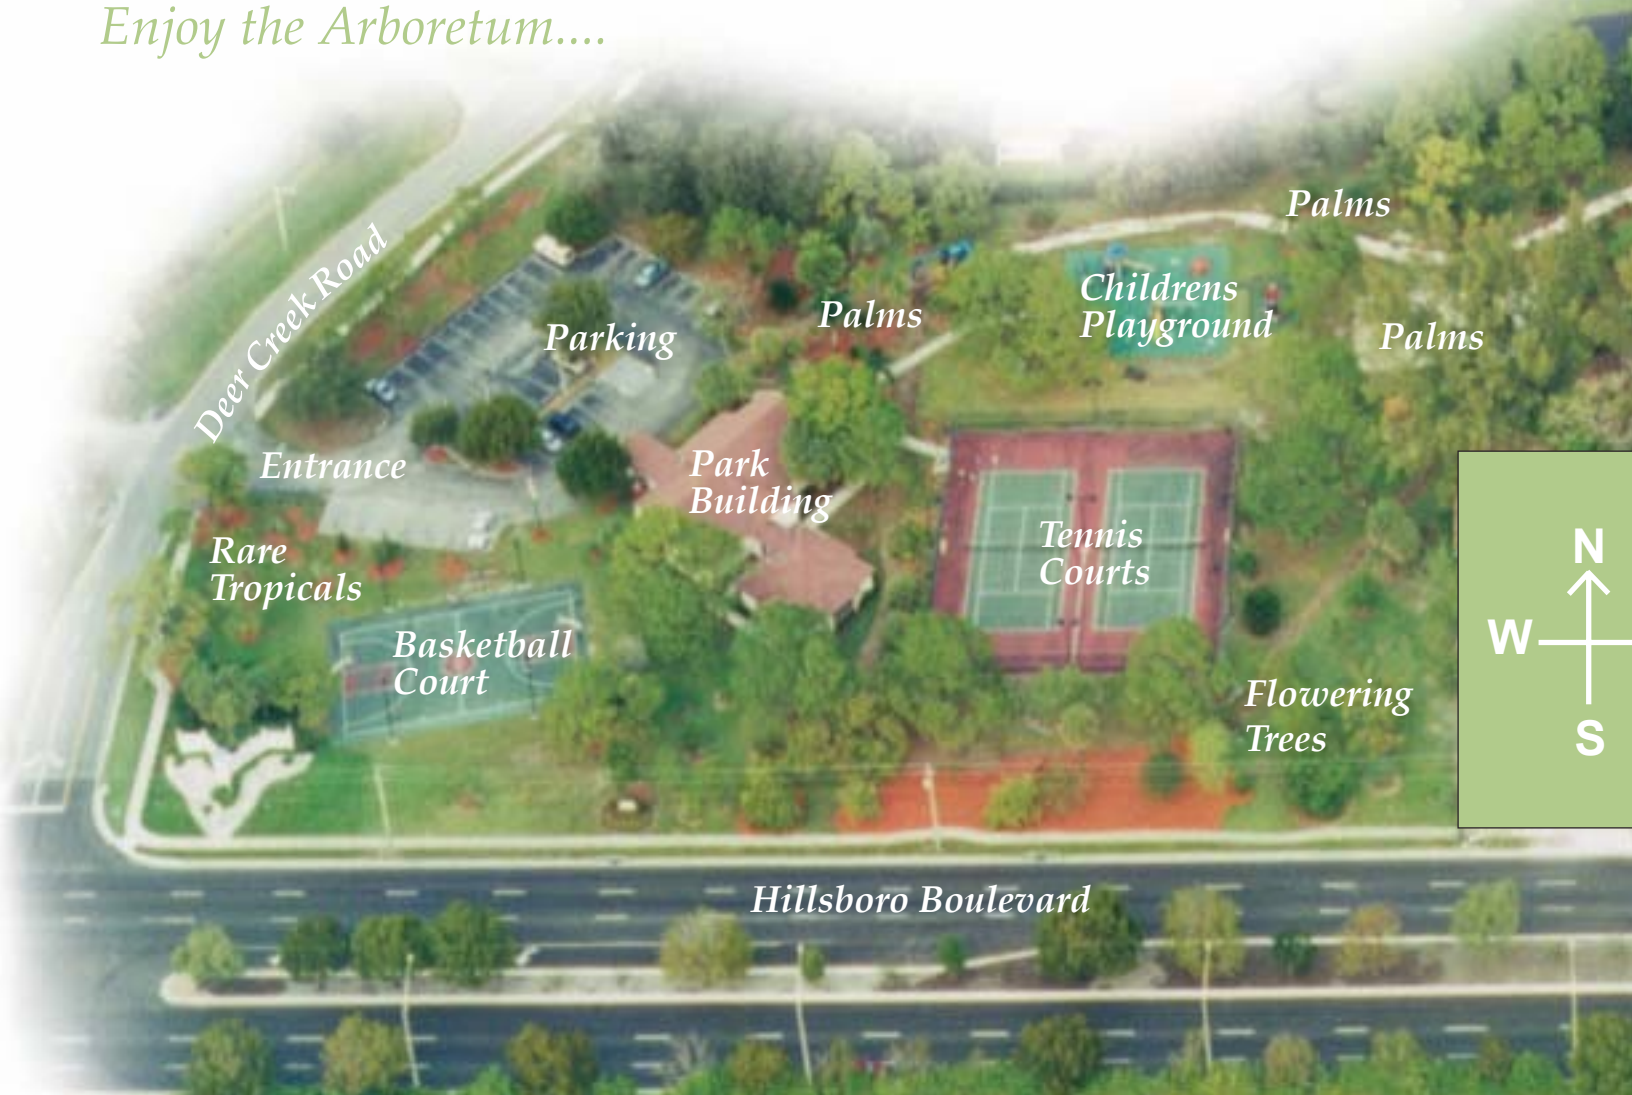 Enjoy the Arboretum....
Palms
Deer Creek Road
Childrens
Playground
Palms
Parking
Palms
Entrance
Park
Building
Tennis
Courts
Rare
Tropicals
Basketball
Court
Flowering
Trees
N
W
S
Hillsboro Boulevard